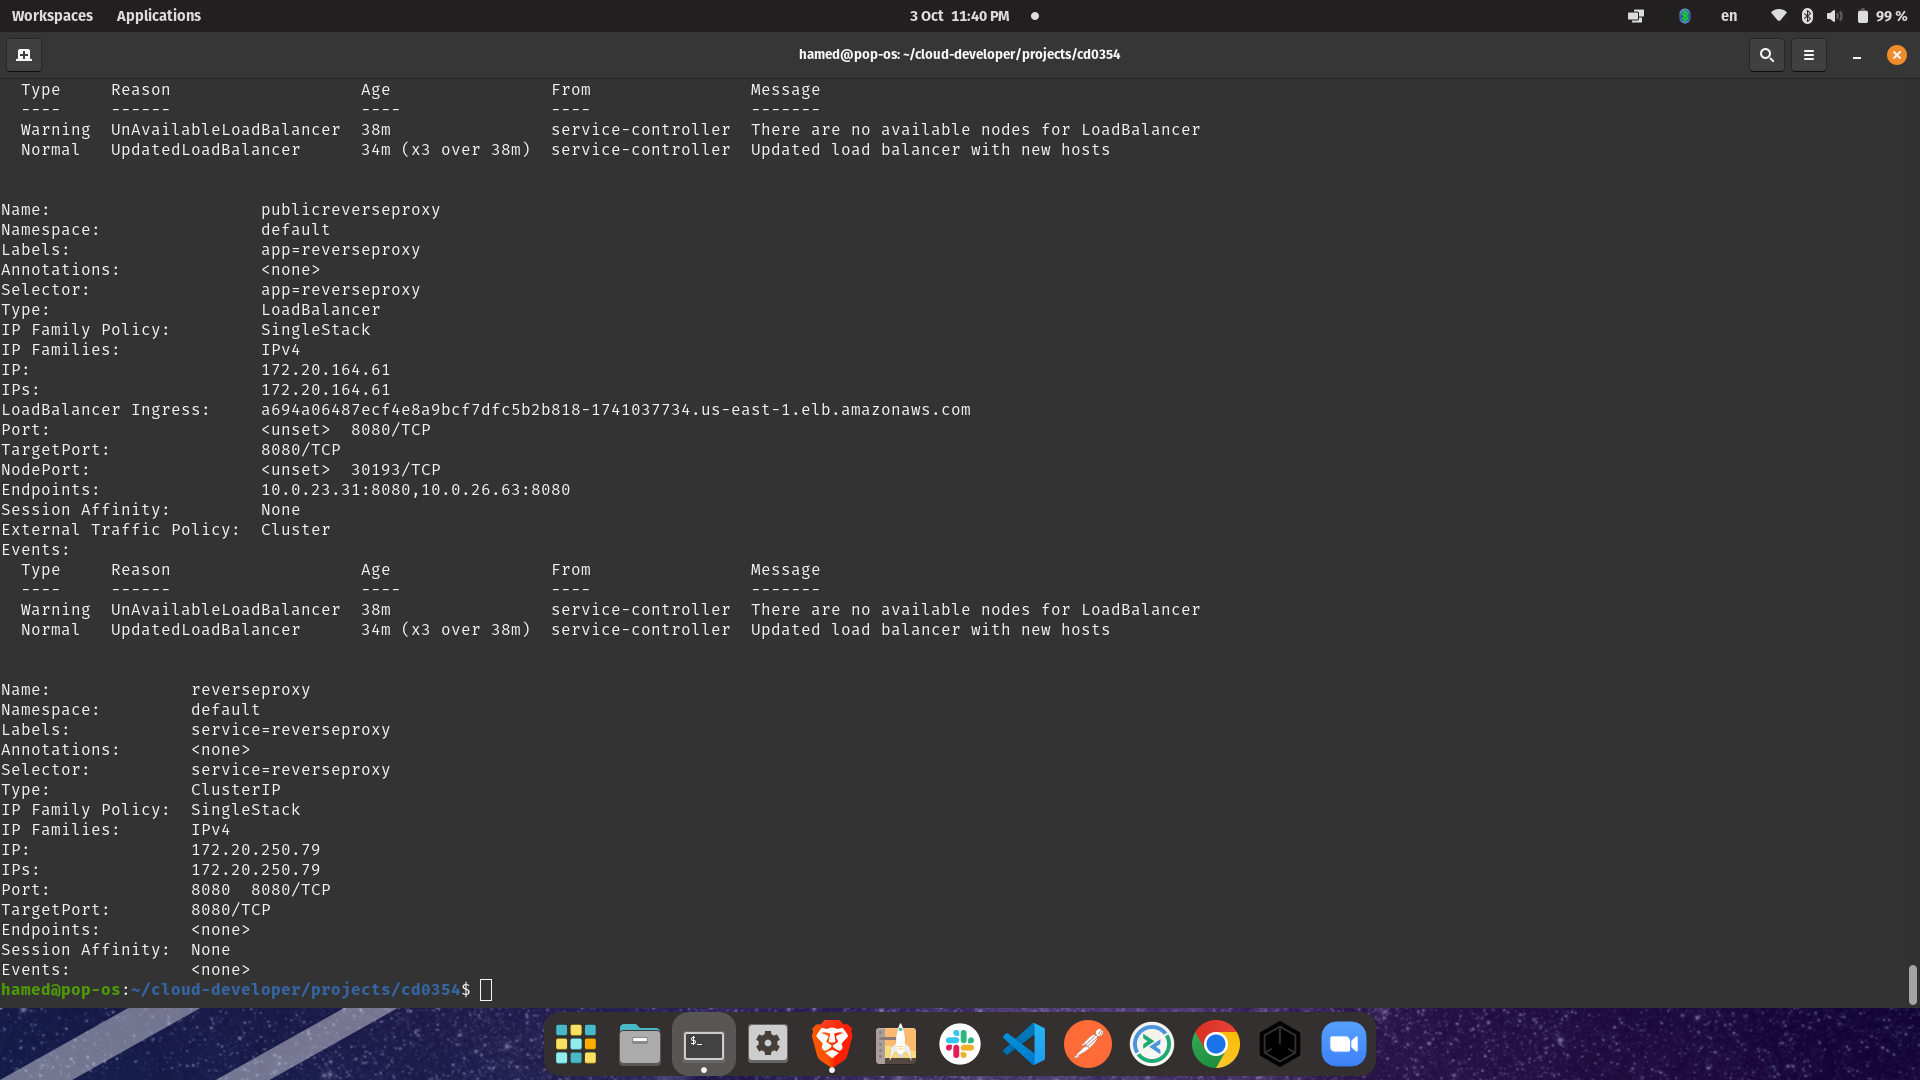 Workspaces Applications 3 Oct 11:40 PM en 99 %
hamed@pop-os: ~/cloud-developer/projects/cd0354
  Type     Reason                   Age                From                Message
  ----     ------                   ----               ----                -------
  Warning  UnAvailableLoadBalancer  38m                service-controller  There are no available nodes for LoadBalancer
  Normal   UpdatedLoadBalancer      34m (x3 over 38m)  service-controller  Updated load balancer with new hosts
Name:                     publicreverseproxy
Namespace:                default
Labels:                   app=reverseproxy
Annotations:              <none>
Selector:                 app=reverseproxy
Type:                     LoadBalancer
IP Family Policy:         SingleStack
IP Families:              IPv4
IP:                       172.20.164.61
IPs:                      172.20.164.61
LoadBalancer Ingress:     a694a06487ecf4e8a9bcf7dfc5b2b818-1741037734.us-east-1.elb.amazonaws.com
Port:                     <unset>  8080/TCP
TargetPort:               8080/TCP
NodePort:                 <unset>  30193/TCP
Endpoints:                10.0.23.31:8080,10.0.26.63:8080
Session Affinity:         None
External Traffic Policy:  Cluster
Events:
  Type     Reason                   Age                From                Message
  ----     ------                   ----               ----                -------
  Warning  UnAvailableLoadBalancer  38m                service-controller  There are no available nodes for LoadBalancer
  Normal   UpdatedLoadBalancer      34m (x3 over 38m)  service-controller  Updated load balancer with new hosts
Name:              reverseproxy
Namespace:         default
Labels:            service=reverseproxy
Annotations:       <none>
Selector:          service=reverseproxy
Type:              ClusterIP
IP Family Policy:  SingleStack
IP Families:       IPv4
IP:                172.20.250.79
IPs:               172.20.250.79
Port:              8080  8080/TCP
TargetPort:        8080/TCP
Endpoints:         <none>
Session Affinity:  None
Events:            <none>
hamed@pop-os:~/cloud-developer/projects/cd0354$
$_